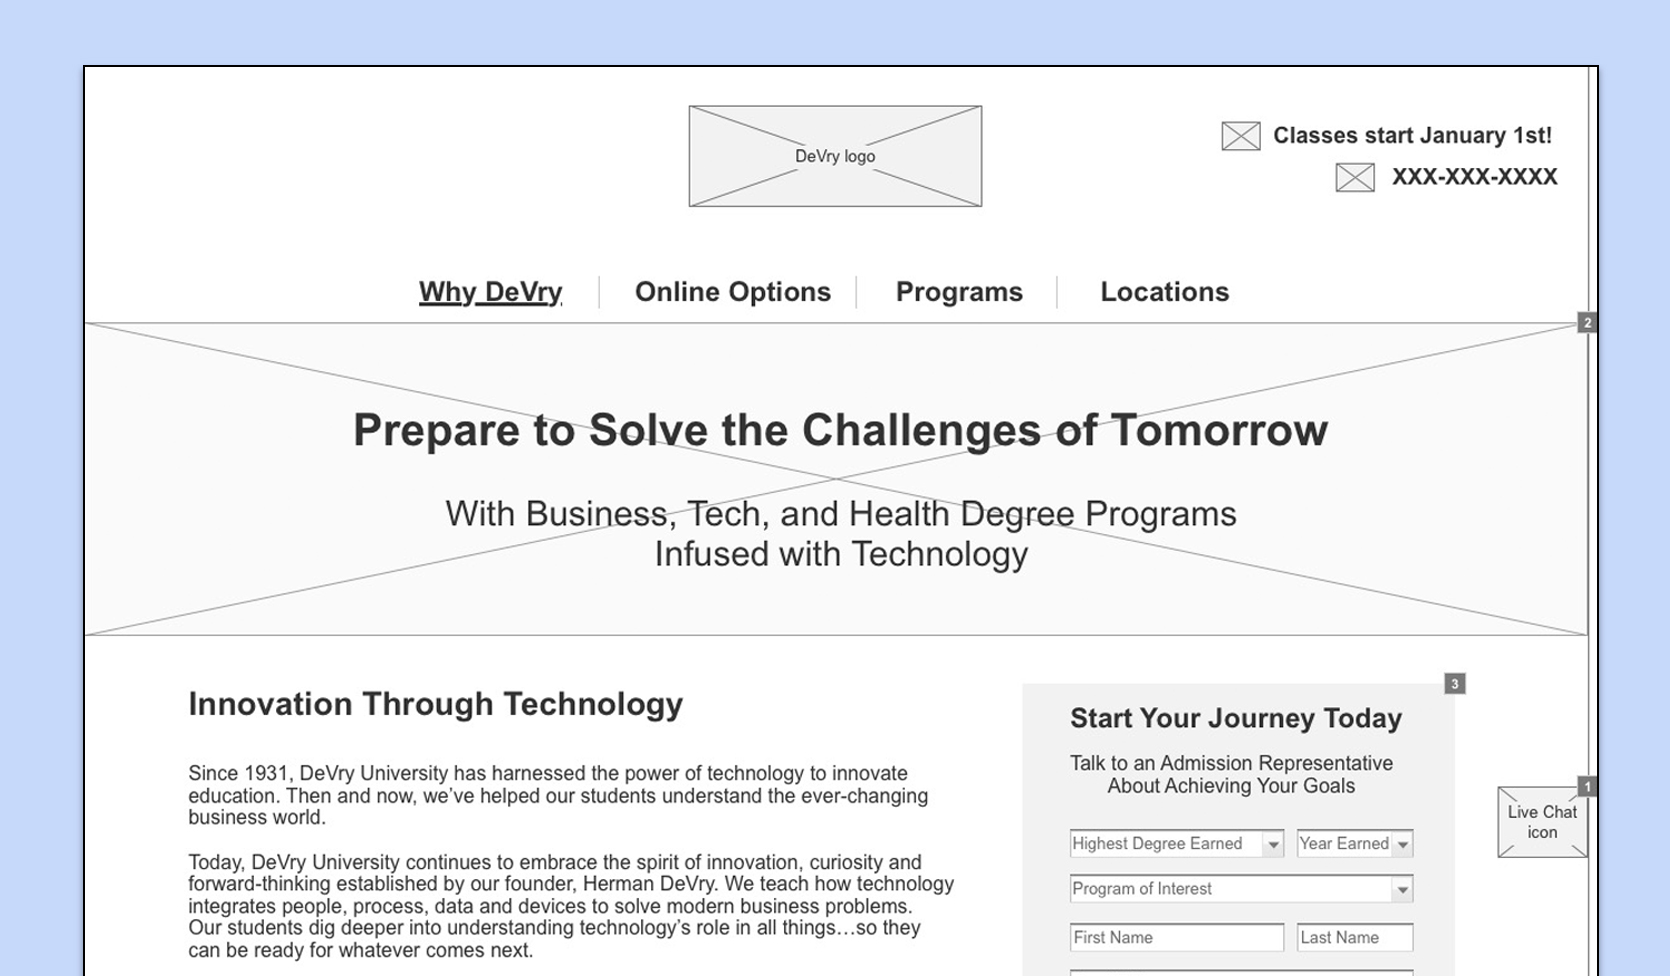 DeVry logo
Classes start January 1st!
XXX-XXX-XXXX
Why DeVry
Online Options
Programs
Locations
2
Prepare to Solve the Challenges of Tomorrow
With Business, Tech, and Health Degree Programs
Infused with Technology
Innovation Through Technology
Since 1931, DeVry University has harnessed the power of technology to innovate
education. Then and now, we’ve helped our students understand the ever-changing
business world.
Today, DeVry University continues to embrace the spirit of innovation, curiosity and
forward-thinking established by our founder, Herman DeVry. We teach how technology
integrates people, process, data and devices to solve modern business problems.
Our students dig deeper into understanding technology’s role in all things…so they
can be ready for whatever comes next.
3
Start Your Journey Today
Talk to an Admission Representative
About Achieving Your Goals
Highest Degree Earned
Year Earned
Program of Interest
First Name
Last Name
1
Live Chat
icon